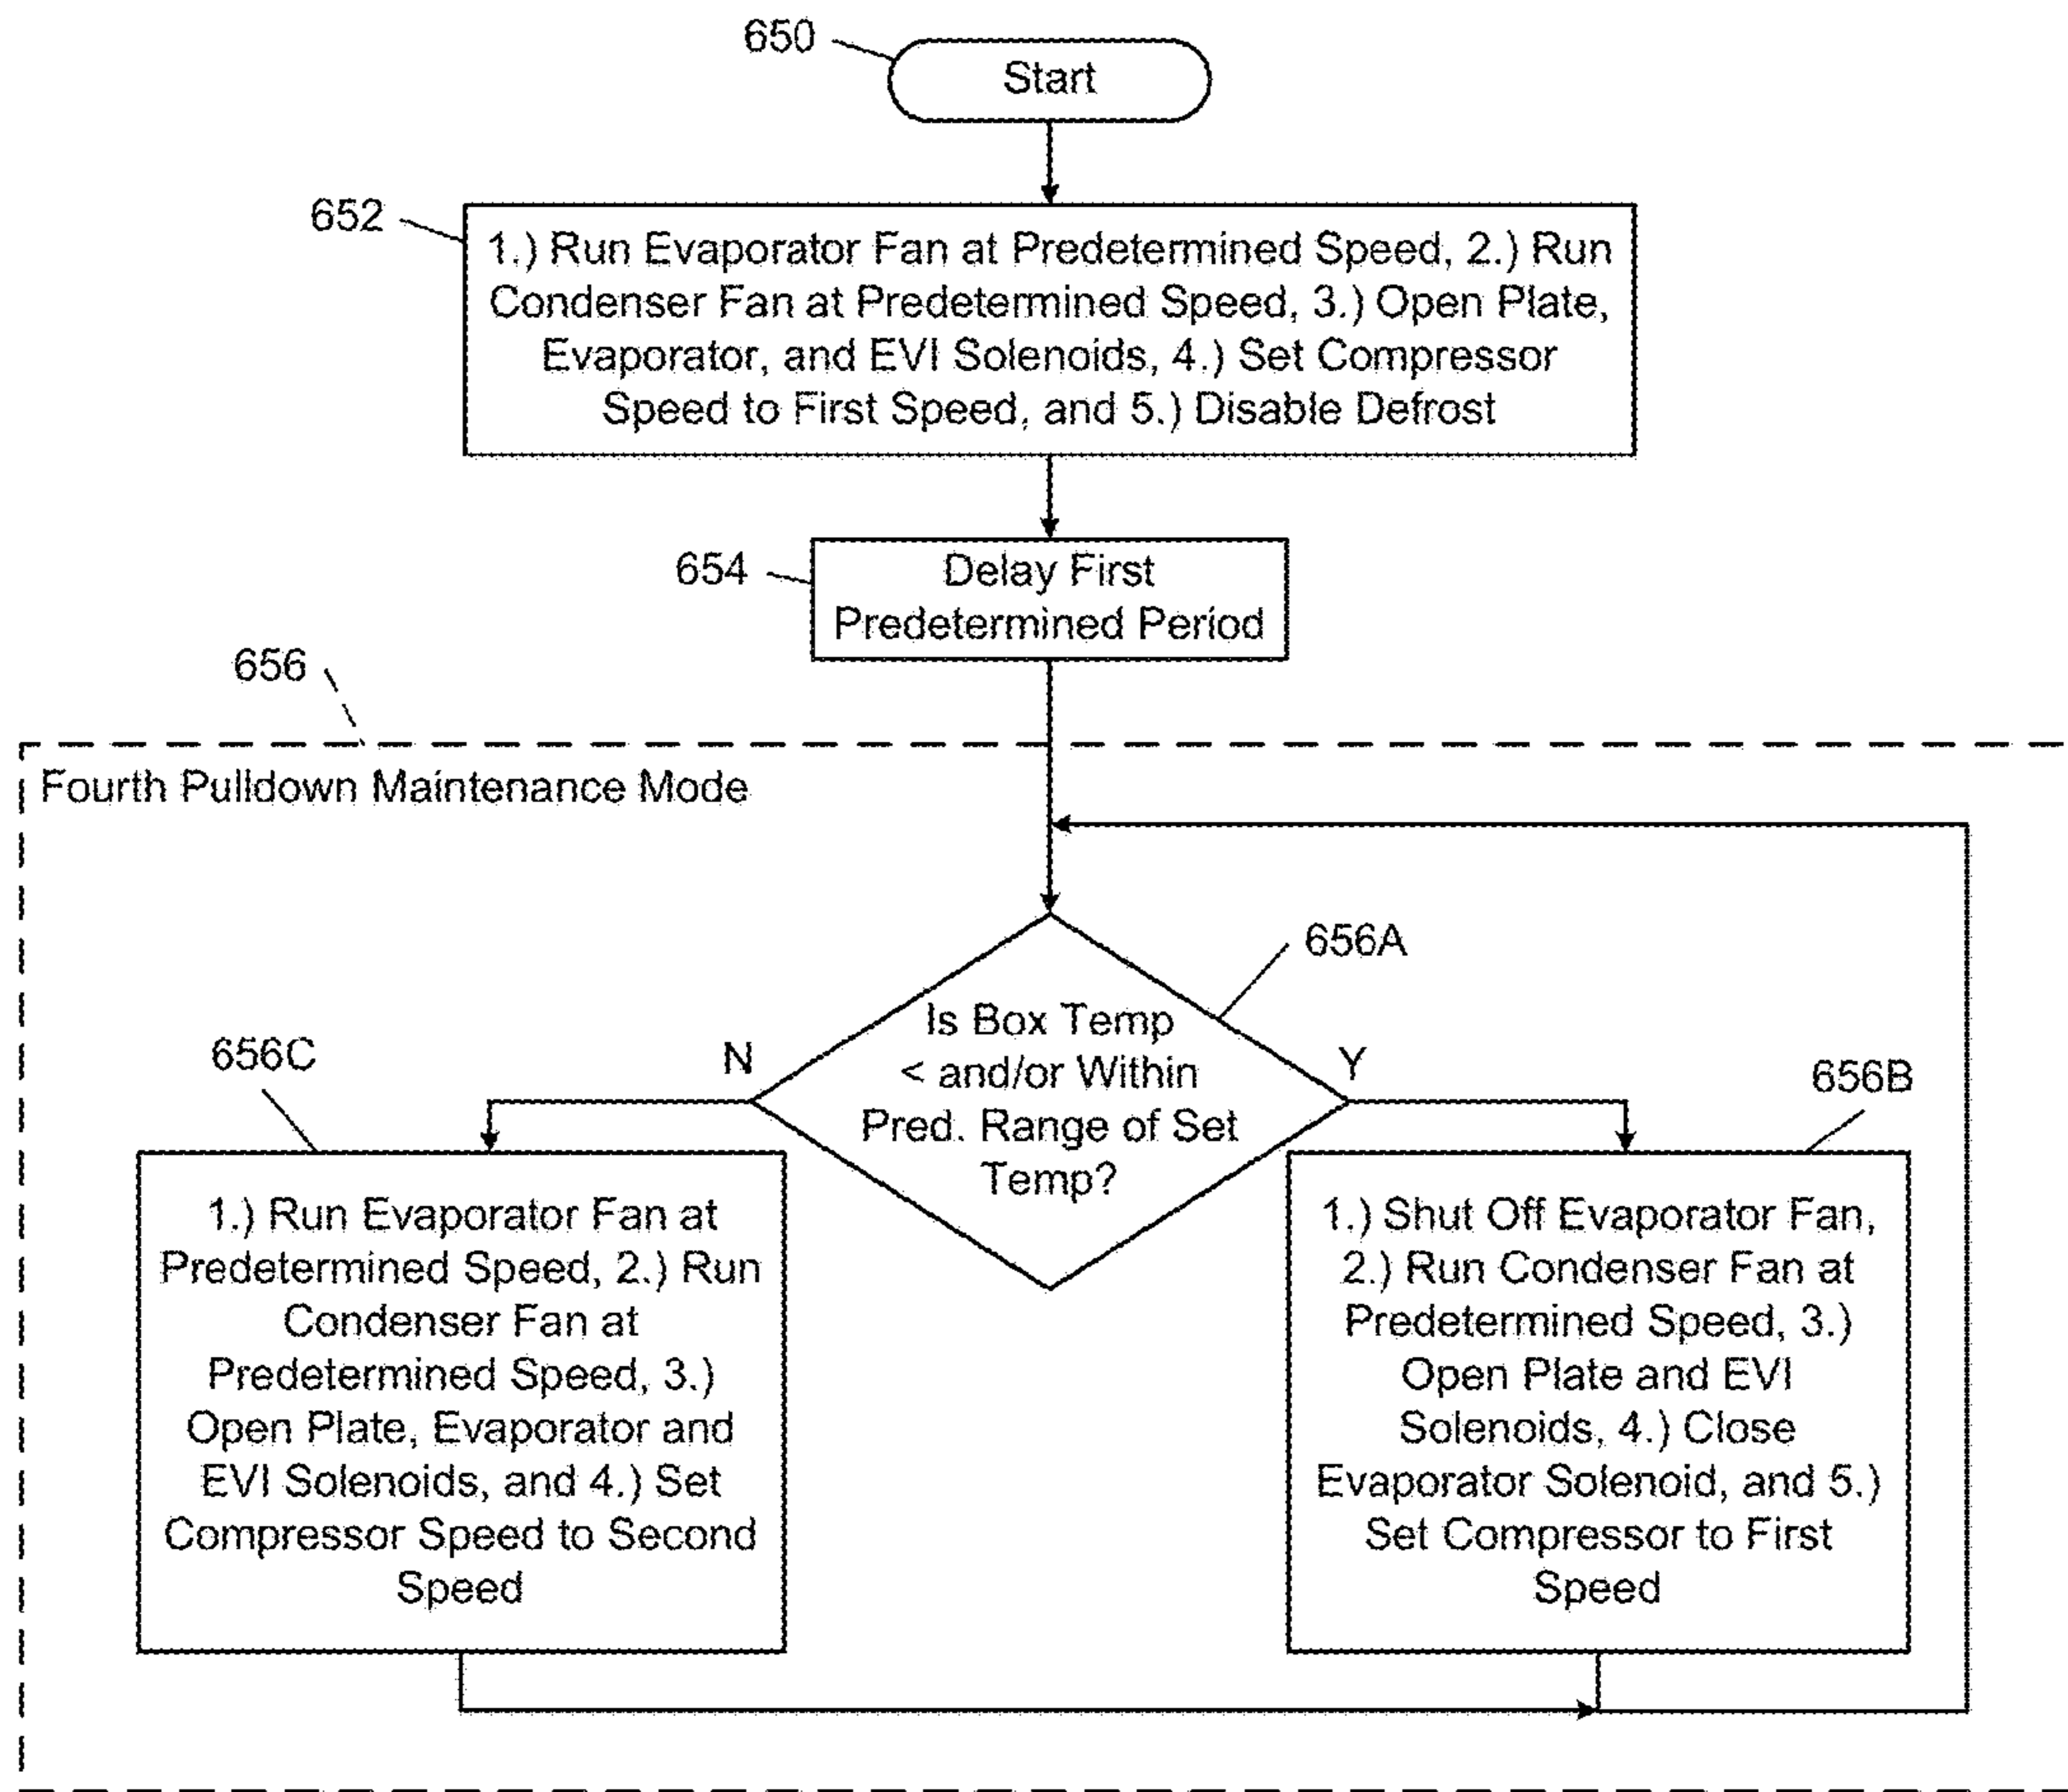 650
Start
652
1.) Run Evaporator Fan at Predetermined Speed, 2.) Run
Condenser Fan at Predetermined Speed, 3.) Open Plate,
Evaporator, and EVI Solenoids, 4.) Set Compressor
Speed to First Speed, and 5.) Disable Defrost
654
Delay First
Predetermined Period
656
Fourth Pulldown Maintenance Mode
656A
Is Box Temp
< and/or Within
Pred. Range of Set
Temp?
N
Y
656C
1.) Run Evaporator Fan at
Predetermined Speed, 2.) Run
Condenser Fan at
Predetermined Speed, 3.)
Open Plate, Evaporator and
EVI Solenoids, and 4.) Set
Compressor Speed to Second
Speed
656B
1.) Shut Off Evaporator Fan,
2.) Run Condenser Fan at
Predetermined Speed, 3.)
Open Plate and EVI
Solenoids, 4.) Close
Evaporator Solenoid, and 5.)
Set Compressor to First
Speed